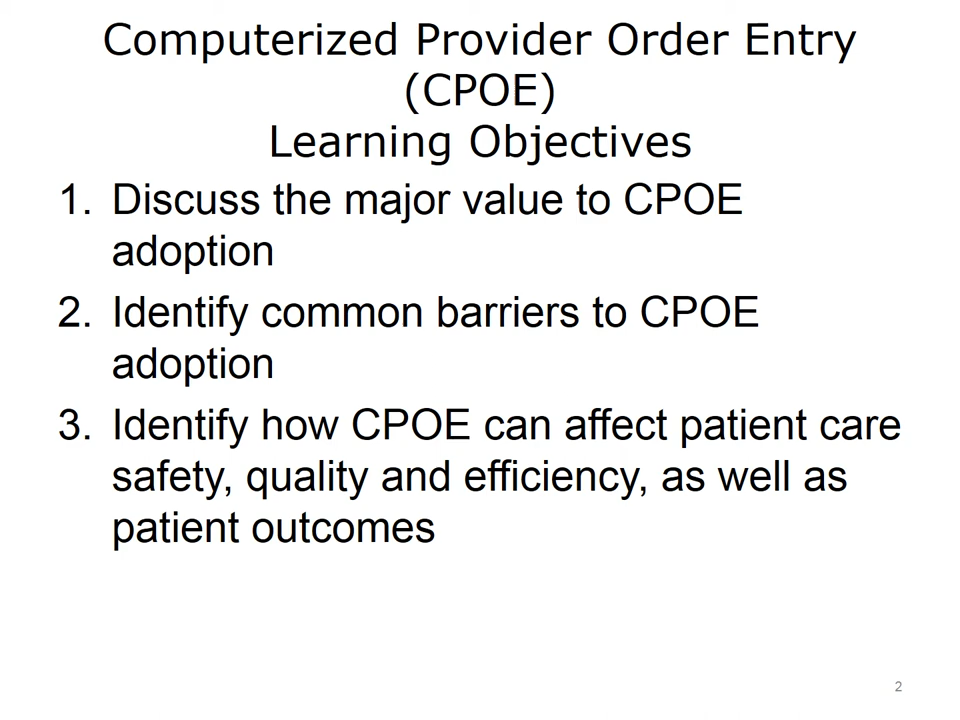 Computerized Provider Order Entry
(CPOE)
Learning Objectives
1. Discuss the major value to CPOE
adoption
2. Identify common barriers to CPOE
adoption
3. Identify how CPOE can affect patient care
safety, quality and efficiency, as well as
patient outcomes
2